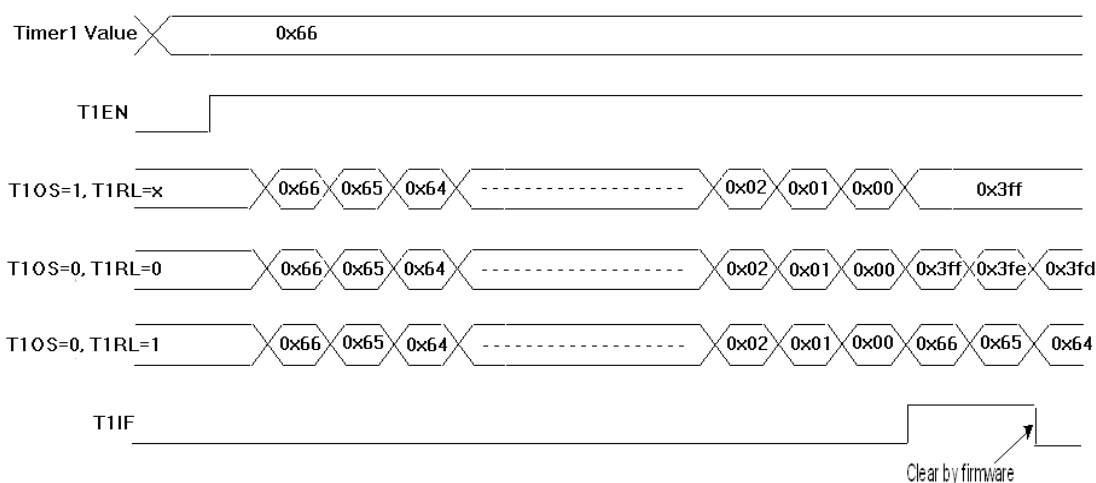 Timer1 Value 0x66
T1EN
T1OS=1, T1RL=x 0x66 0x65 0x64 0x02 0x01 0x00 0x3ff
T1OS=0, T1RL=0 0x66 0x65 0x64 0x02 0x01 0x00 0x3ff 0x3fe 0x3fd
T1OS=0, T1RL=1 0x66 0x65 0x64 0x02 0x01 0x00 0x66 0x65 0x64
T1IF
Clear by firmware